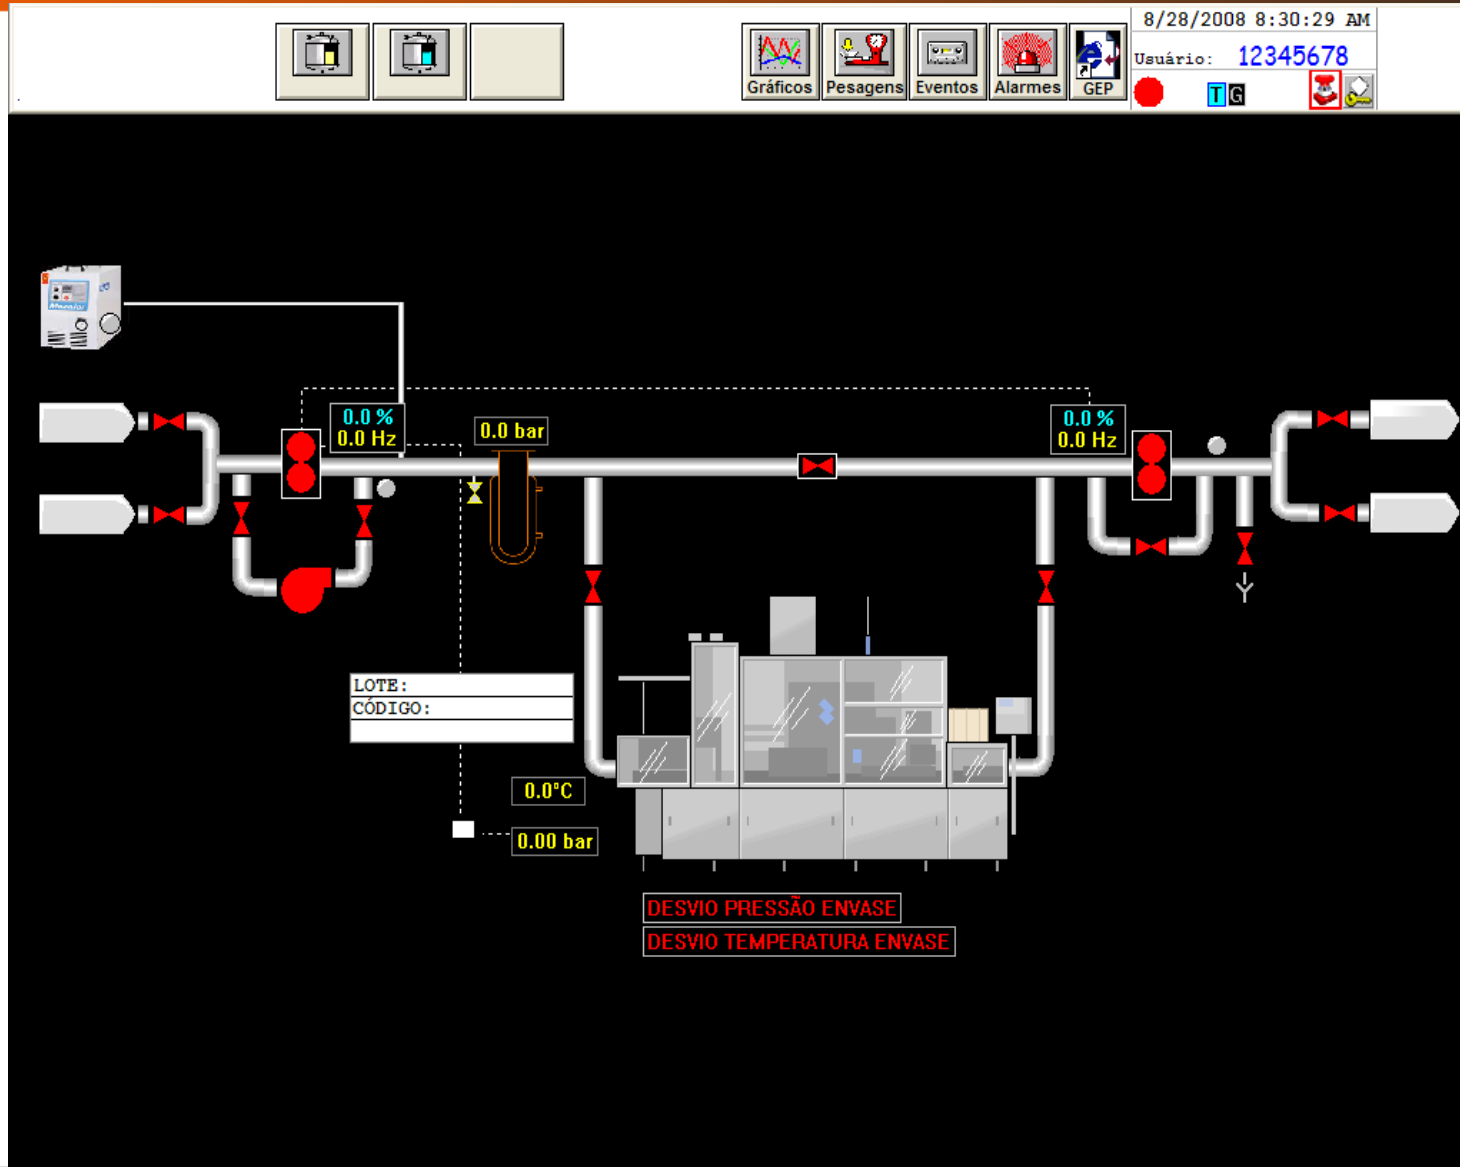 8/28/2008 8:30:29 AM
Usuário: 12345678
Gráficos
Pesagens
Eventos
Alarmes
GEP
T G
0.0 %
0.0 Hz
0.0 bar
0.0 %
0.0 Hz
LOTE:
CÓDIGO:
0.0°C
0.00 bar
DESVIO PRESSÃO ENVASE
DESVIO TEMPERATURA ENVASE